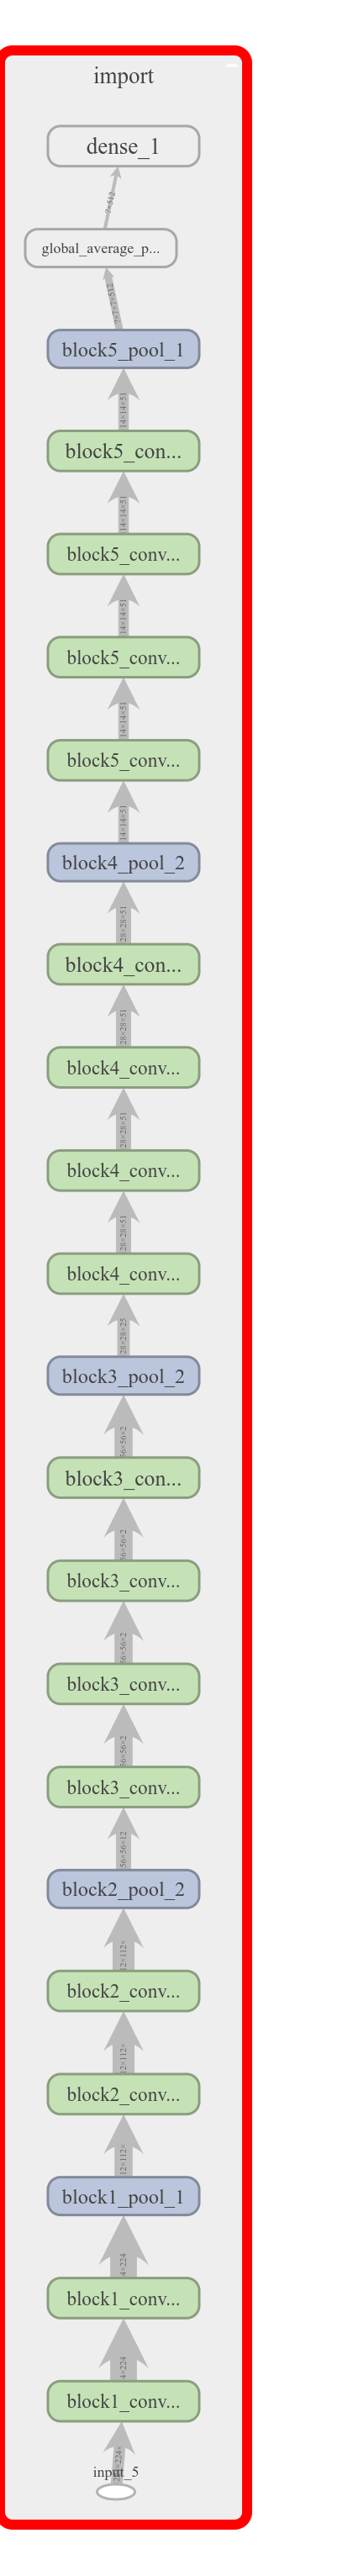 import
dense_1
?×512
global_average_p...
?×7×7×512
block5_pool_1
14×14×51
block5_con...
14×14×51
block5_conv...
14×14×51
block5_conv...
14×14×51
block5_conv...
14×14×51
block4_pool_2
28×28×51
block4_con...
28×28×51
block4_conv...
28×28×51
block4_conv...
28×28×51
block4_conv...
28×28×25
block3_pool_2
56×56×2
block3_con...
56×56×2
block3_conv...
56×56×2
block3_conv...
56×56×2
block3_conv...
56×56×12
block2_pool_2
12×112×
block2_conv...
12×112×
block2_conv...
12×112×
block1_pool_1
4×224
block1_conv...
4×224
block1_conv...
input_5